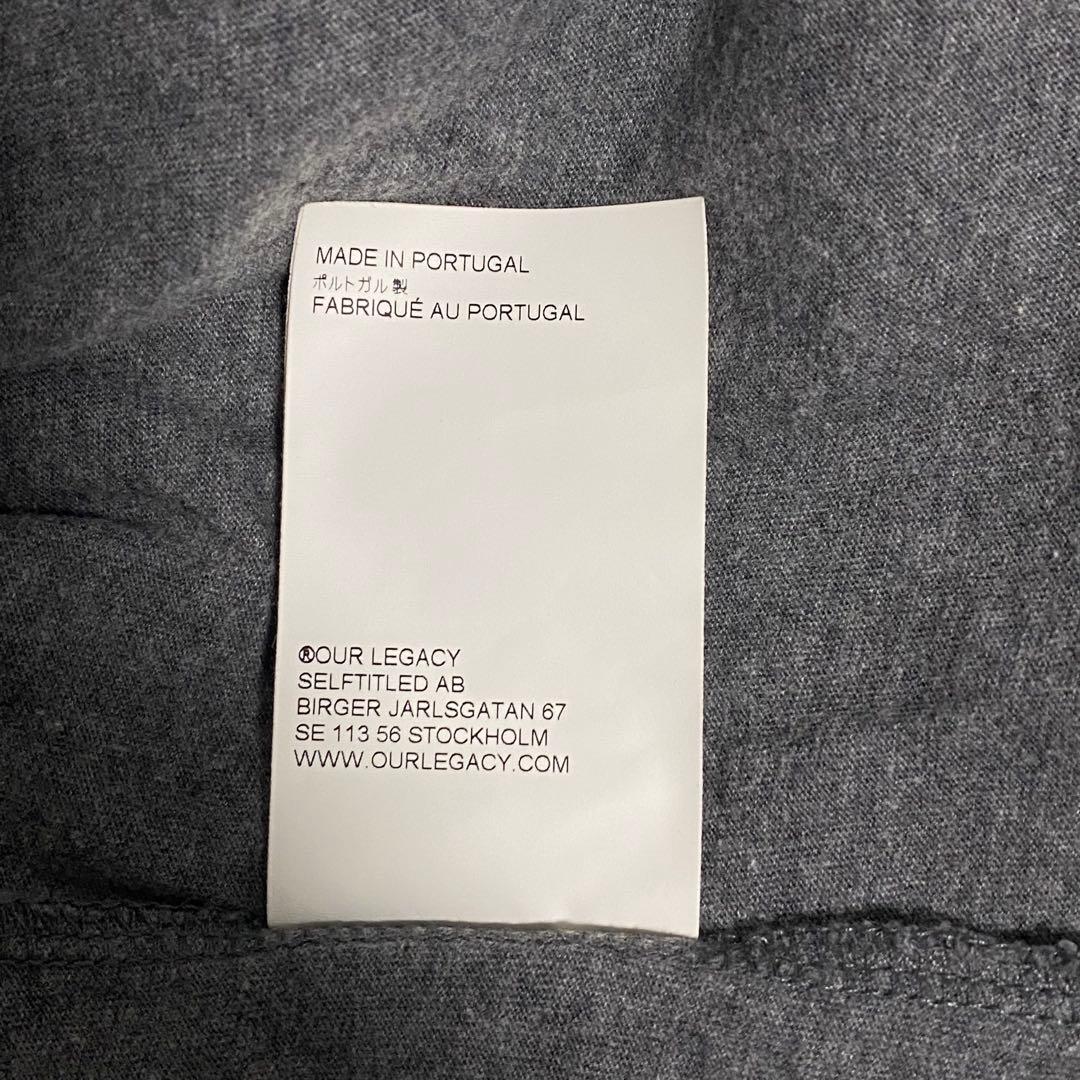 MADE IN PORTUGAL
ポルトガル製
FABRIQUÉ AU PORTUGAL
®OUR LEGACY
SELFTITLED AB
BIRGER JARLSGATAN 67
SE 113 56 STOCKHOLM
WWW.OURLEGACY.COM